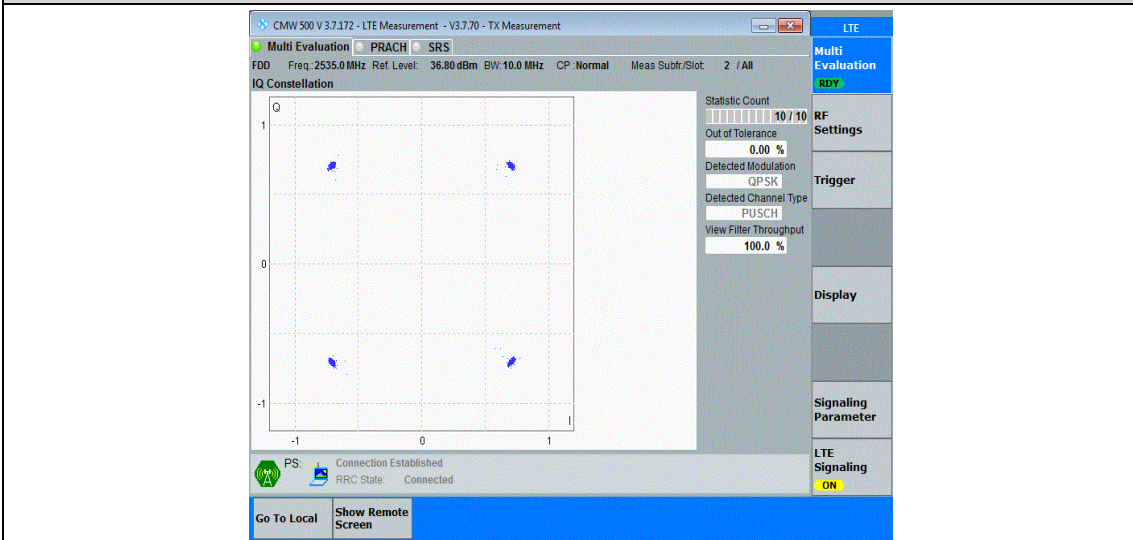 CMW 500 V 3.7.172 - LTE Measurement - V3.7.70 - TX Measurement
Multi Evaluation PRACH SRS
FDD Freq.:2535.0 MHz Ref. Level: 36.80 dBm BW:10.0 MHz CP :Normal Meas Subfr./Slot: 2 / All
IQ Constellation
Q
1
0
-1
I
-1 0 1
Statistic Count
10 / 10
Out of Tolerance
0.00 %
Detected Modulation
QPSK
Detected Channel Type
PUSCH
View Filter Throughput
100.0 %
PS: Connection Established
RRC State: Connected
LTE
Multi
Evaluation
RDY
RF
Settings
Trigger
Display
Signaling
Parameter
LTE
Signaling
ON
Go To Local
Show Remote
Screen